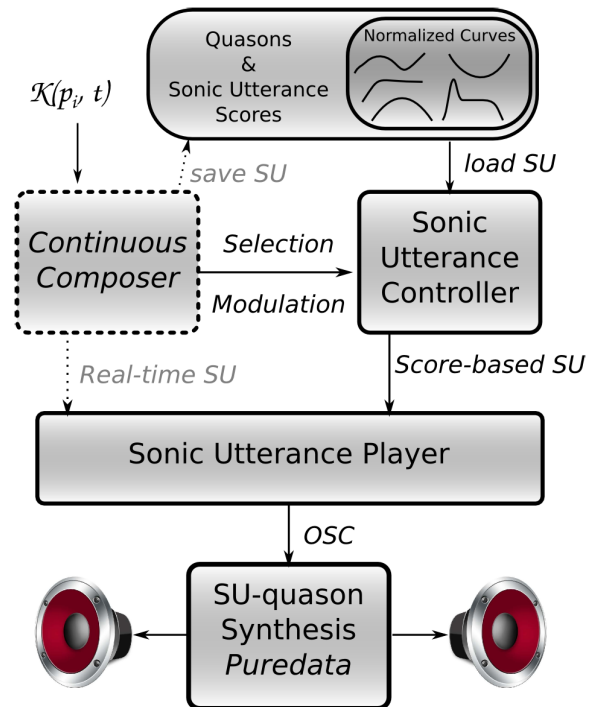 Quasons
&
Sonic Utterance
Scores
Normalized Curves
𝒦(pᵢ, t)
save SU
load SU
Continuous
Composer
Selection
Modulation
Sonic
Utterance
Controller
Real-time SU
Score-based SU
Sonic Utterance Player
OSC
SU-quason
Synthesis
Puredata